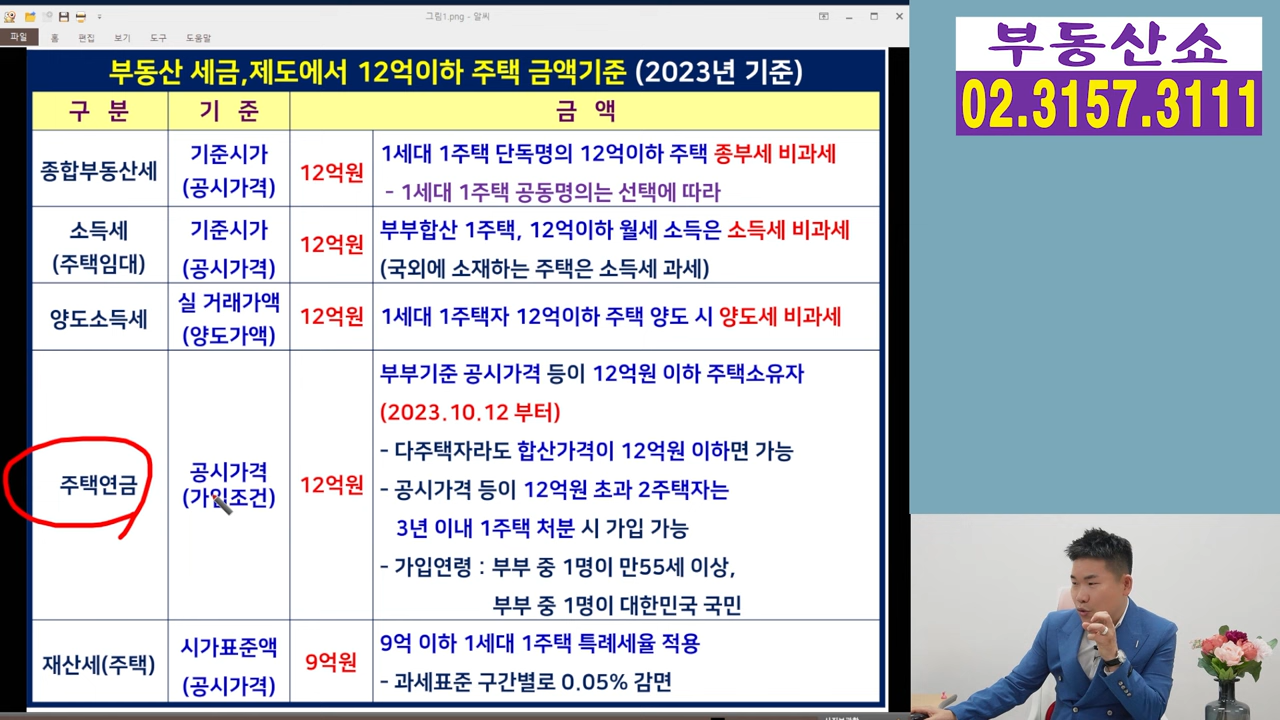 그림1.png - 알씨
파일 홈 편집 보기 도구 도움말
부동산쇼
02.3157.3111
부동산 세금,제도에서 12억이하 주택 금액기준 (2023년 기준)
구 분 기 준 금 액
종합부동산세
기준시가
(공시가격)
12억원
1세대 1주택 단독명의 12억이하 주택 종부세 비과세
- 1세대 1주택 공동명의는 선택에 따라
소득세
(주택임대)
기준시가
(공시가격)
12억원
부부합산 1주택, 12억이하 월세 소득은 소득세 비과세
(국외에 소재하는 주택은 소득세 과세)
양도소득세
실 거래가액
(양도가액)
12억원
1세대 1주택자 12억이하 주택 양도 시 양도세 비과세
주택연금
공시가격
(가입조건)
12억원
부부기준 공시가격 등이 12억원 이하 주택소유자
(2023.10.12 부터)
- 다주택자라도 합산가격이 12억원 이하면 가능
- 공시가격 등이 12억원 초과 2주택자는
3년 이내 1주택 처분 시 가입 가능
- 가입연령 : 부부 중 1명이 만55세 이상,
부부 중 1명이 대한민국 국민
재산세(주택)
시가표준액
(공시가격)
9억원
9억 이하 1세대 1주택 특례세율 적용
- 과세표준 구간별로 0.05% 감면